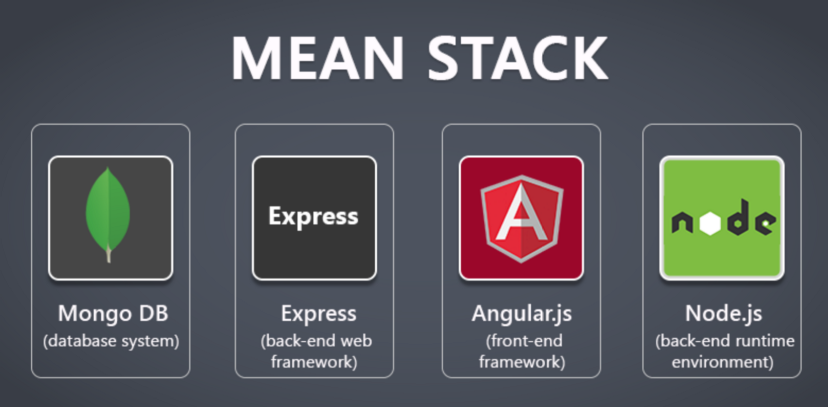 MEAN STACK
Express
node
Mongo DB
(database system)
Express
(back-end web
framework)
Angular.js
(front-end
framework)
Node.js
(back-end runtime
environment)